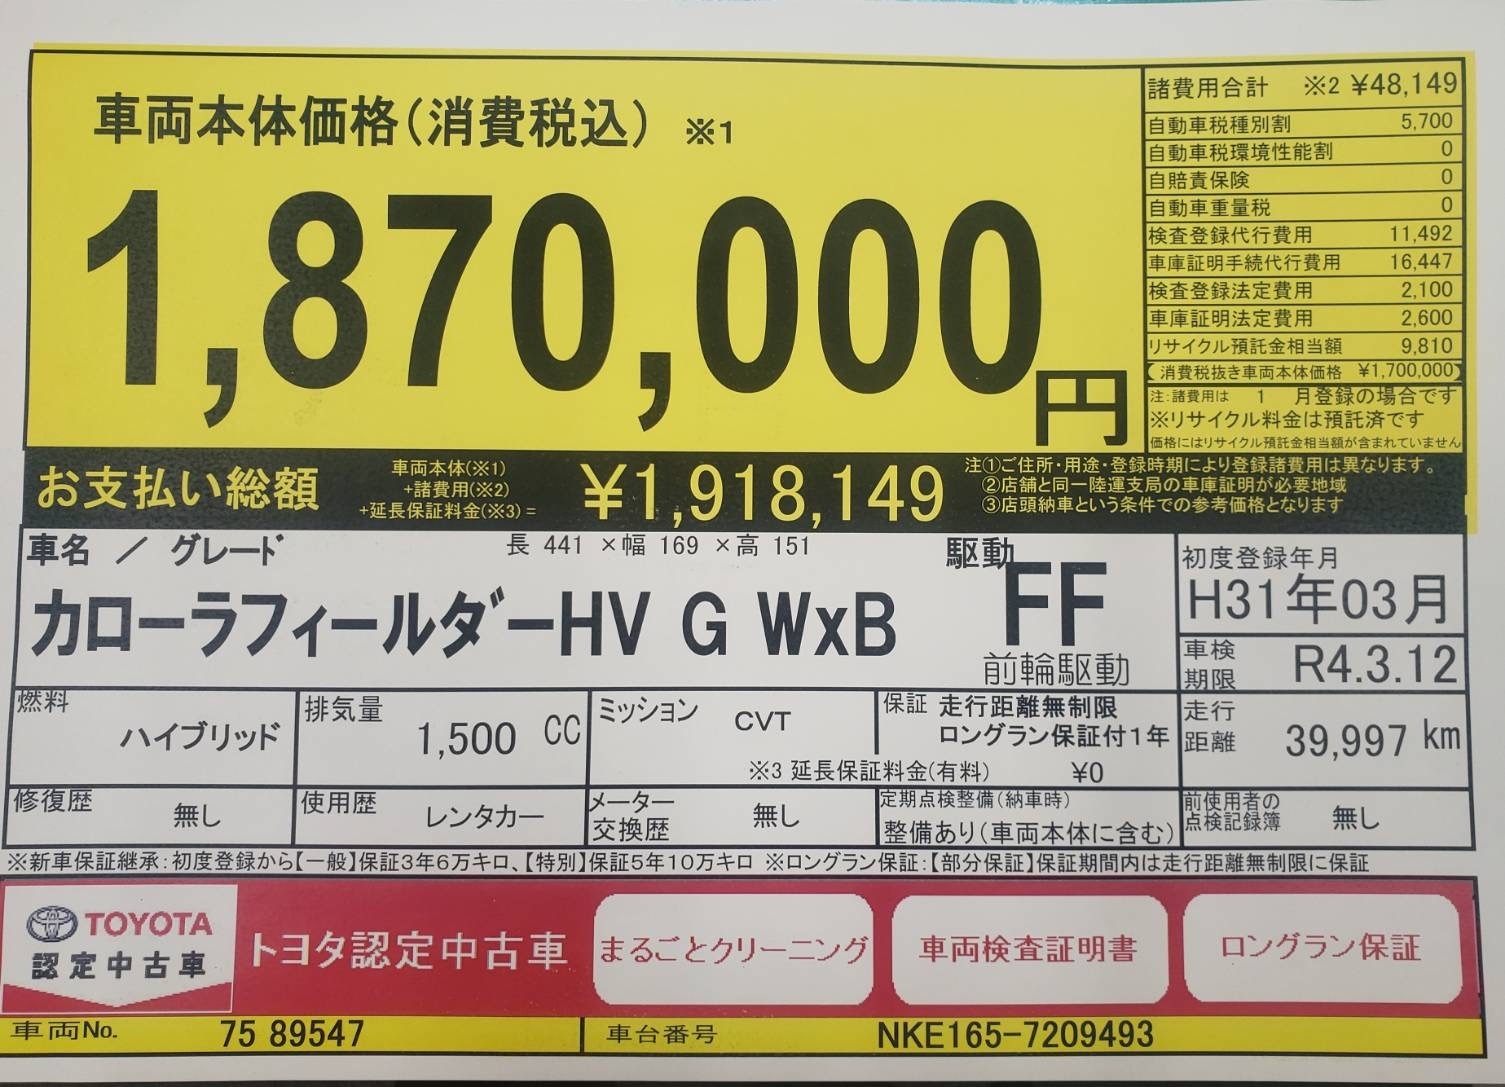 車両本体価格(消費税込) ※1
1,870,000円
諸費用合計 ※2 ¥48,149
自動車税種別割 5,700
自動車税環境性能割 0
自賠責保険 0
自動車重量税 0
検査登録代行費用 11,492
車庫証明手続代行費用 16,447
検査登録法定費用 2,100
車庫証明法定費用 2,600
リサイクル預託金相当額 9,810
【消費税抜き車両本体価格 ¥1,700,000】
注:諸費用は 1 月登録の場合です
※リサイクル料金は預託済です
価格にはリサイクル預託金相当額が含まれていません
お支払い総額
車両本体(※1)
+諸費用(※2)
+延長保証料金(※3)=
¥1,918,149
注①ご住所・用途・登録時期により登録諸費用は異なります。
②店舗と同一陸運支局の車庫証明が必要地域
③店頭納車という条件での参考価格となります
車名 / グレード
長 441 ×幅 169 ×高 151
カローラフィールダーHV G WxB
駆動
FF
前輪駆動
初度登録年月
H31年03月
車検
期限
R4.3.12
燃料
ハイブリッド
排気量
1,500 CC
ミッション
CVT
保証 走行距離無制限
ロングラン保証付1年
※3 延長保証料金(有料) ¥0
走行
距離
39,997 km
修復歴
無し
使用歴
レンタカー
メーター
交換歴
無し
定期点検整備(納車時)
整備あり(車両本体に含む)
前使用者の
点検記録簿
無し
※新車保証継承:初度登録から【一般】保証3年6万キロ、【特別】保証5年10万キロ ※ロングラン保証:【部分保証】保証期間内は走行距離無制限に保証
TOYOTA
認定中古車
トヨタ認定中古車
まるごとクリーニング
車両検査証明書
ロングラン保証
車両No.
75 89547
車台番号
NKE165-7209493